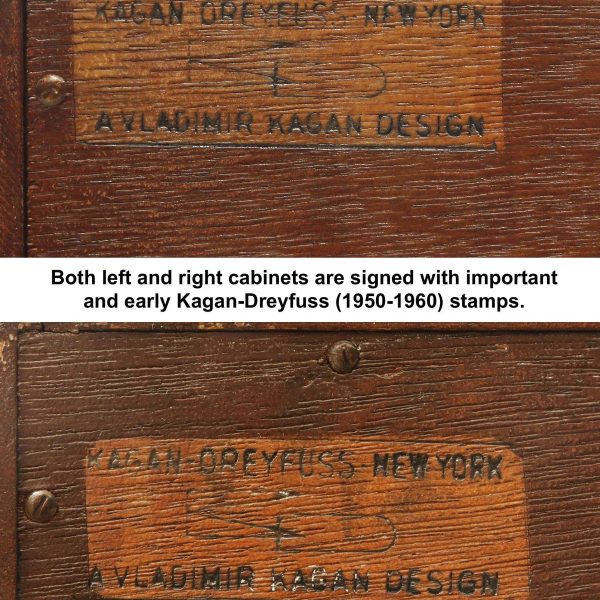 KAGAN-DREYFUSS-NEW YORK
A VLADIMIR KAGAN DESIGN
Both left and right cabinets are signed with important
and early Kagan-Dreyfuss (1950-1960) stamps.
KAGAN-DREYFUSS-NEW YORK
A VLADIMIR KAGAN DESIGN